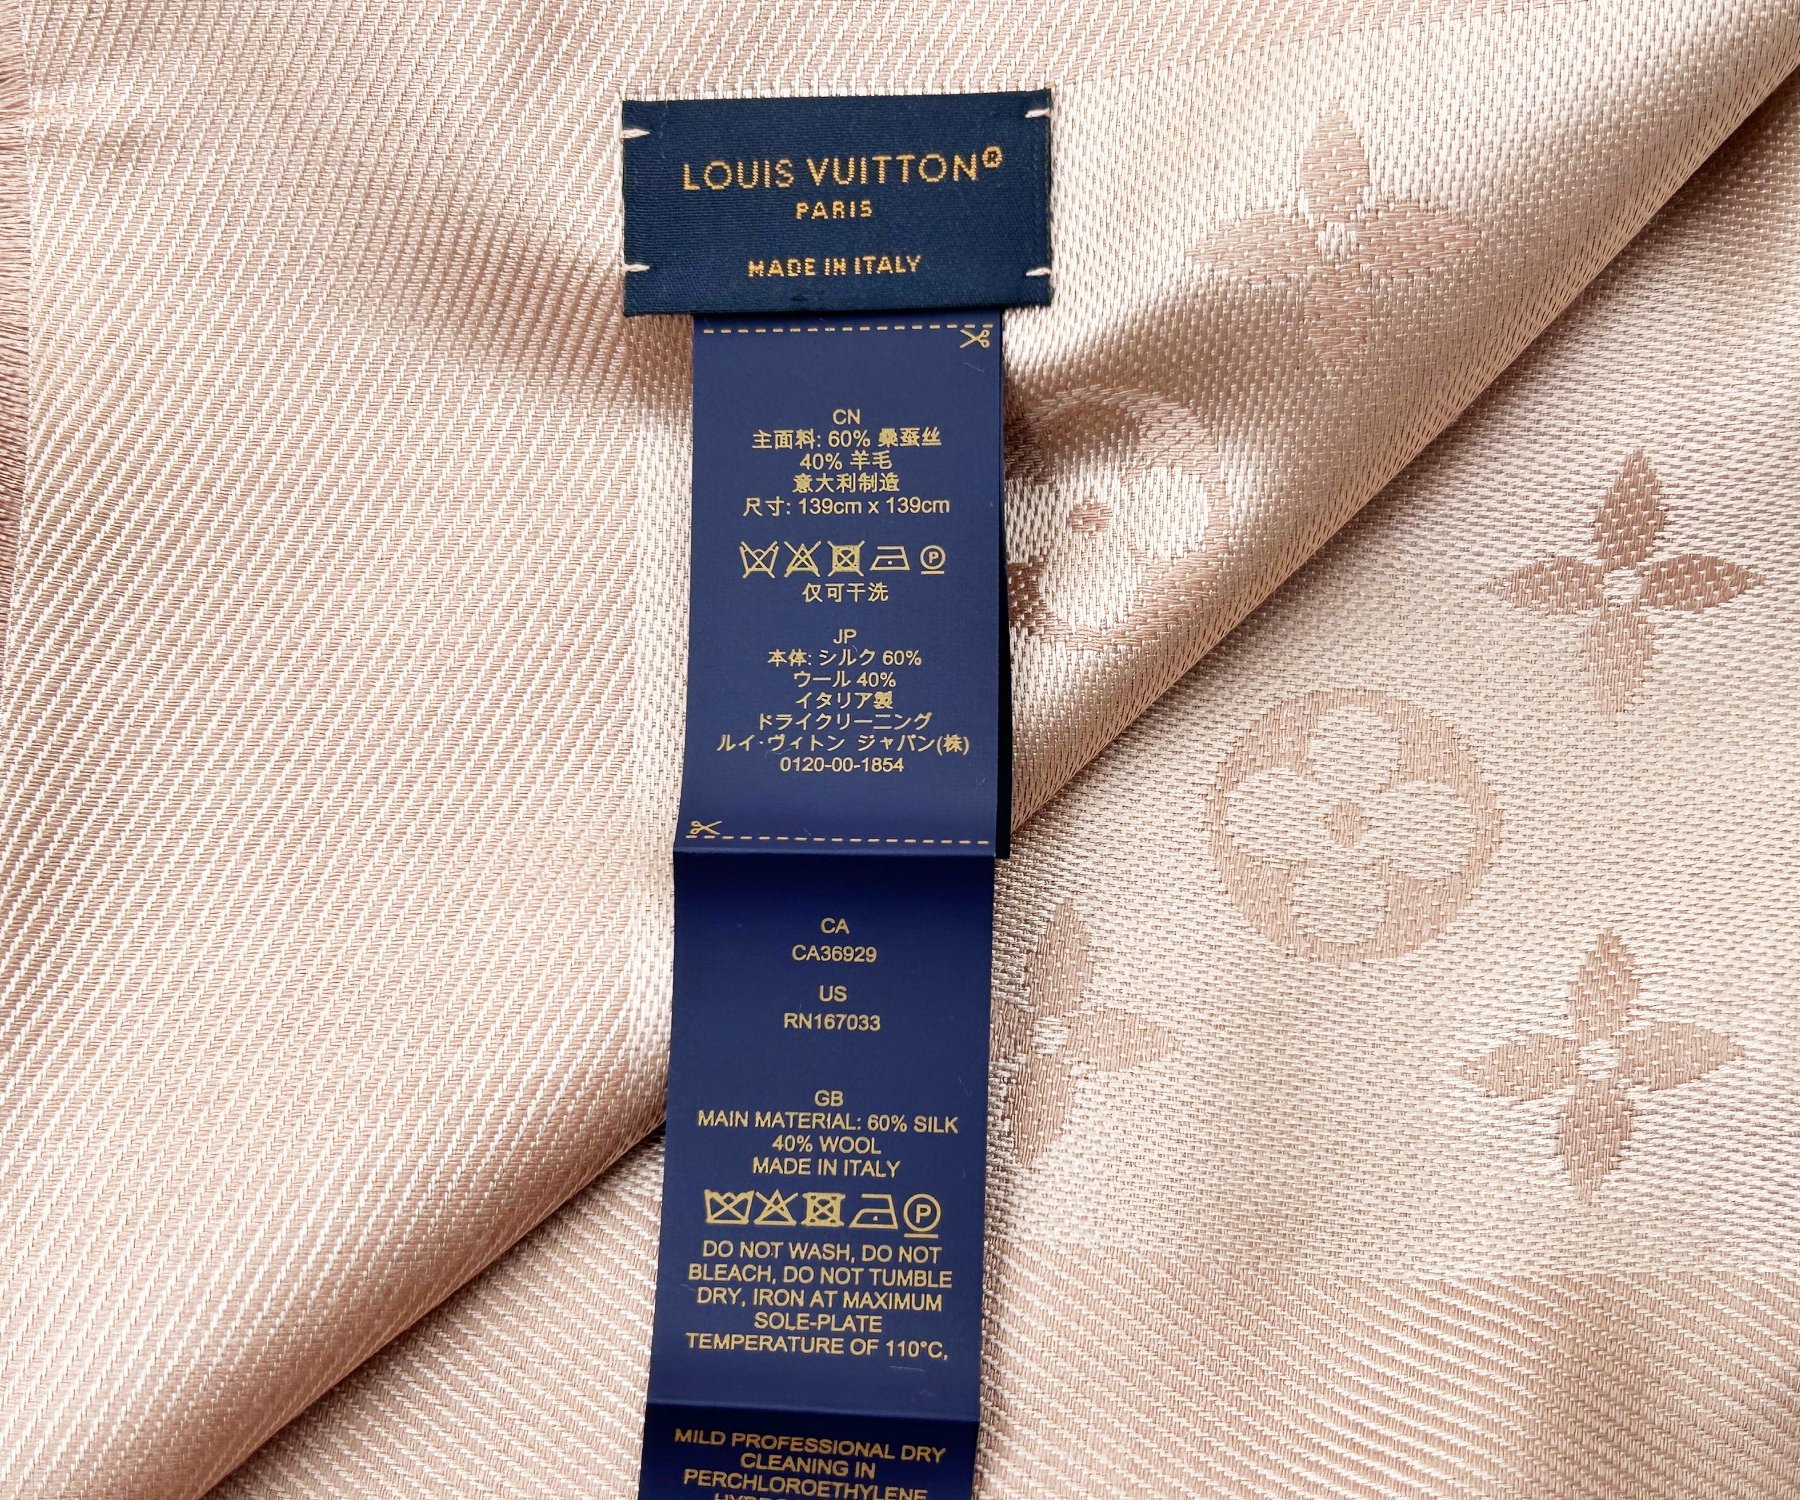 LOUIS VUITTON®
PARIS
MADE IN ITALY
CN
主面料: 60% 桑蚕丝
40% 羊毛
意大利制造
尺寸: 139cm x 139cm
P
仅可干洗
JP
本体: シルク 60%
ウール 40%
イタリア製
ドライクリーニング
ルイ·ヴィトン ジャパン(株)
0120-00-1854
CA
CA36929
US
RN167033
GB
MAIN MATERIAL: 60% SILK
40% WOOL
MADE IN ITALY
P
DO NOT WASH, DO NOT
BLEACH, DO NOT TUMBLE
DRY, IRON AT MAXIMUM
SOLE-PLATE
TEMPERATURE OF 110°C,
MILD PROFESSIONAL DRY
CLEANING IN
PERCHLOROETHYLENE